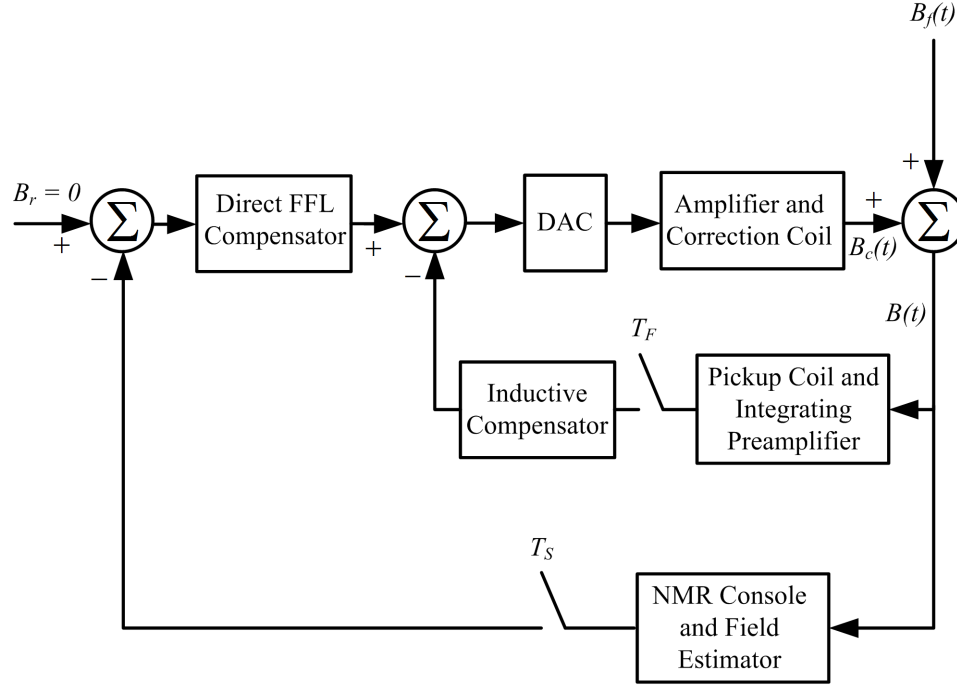 B_f(t)
B_r = 0
+
−
Σ
Direct FFL
Compensator
+
−
Σ
DAC
Amplifier and
Correction Coil
+
B_c(t)
+
Σ
B(t)
T_F
Inductive
Compensator
Pickup Coil and
Integrating
Preamplifier
T_S
NMR Console
and Field
Estimator